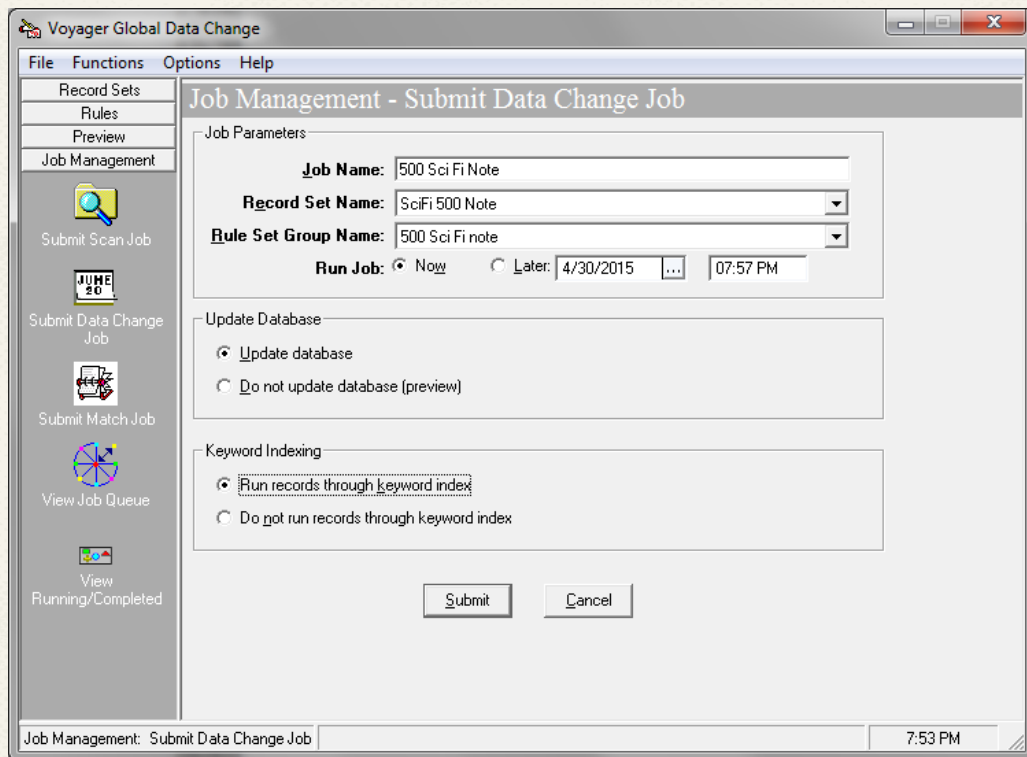 Voyager Global Data Change
File Functions Options Help
Record Sets
Rules
Preview
Job Management
Submit Scan Job
JUNE
20
Submit Data Change
Job
Submit Match Job
View Job Queue
View
Running/Completed
Job Management - Submit Data Change Job
Job Parameters
Job Name: 500 Sci Fi Note
Record Set Name: SciFi 500 Note
Rule Set Group Name: 500 Sci Fi note
Run Job: Now Later: 4/30/2015 ... 07:57 PM
Update Database
Update database
Do not update database (preview)
Keyword Indexing
Run records through keyword index
Do not run records through keyword index
Submit Cancel
Job Management: Submit Data Change Job 7:53 PM